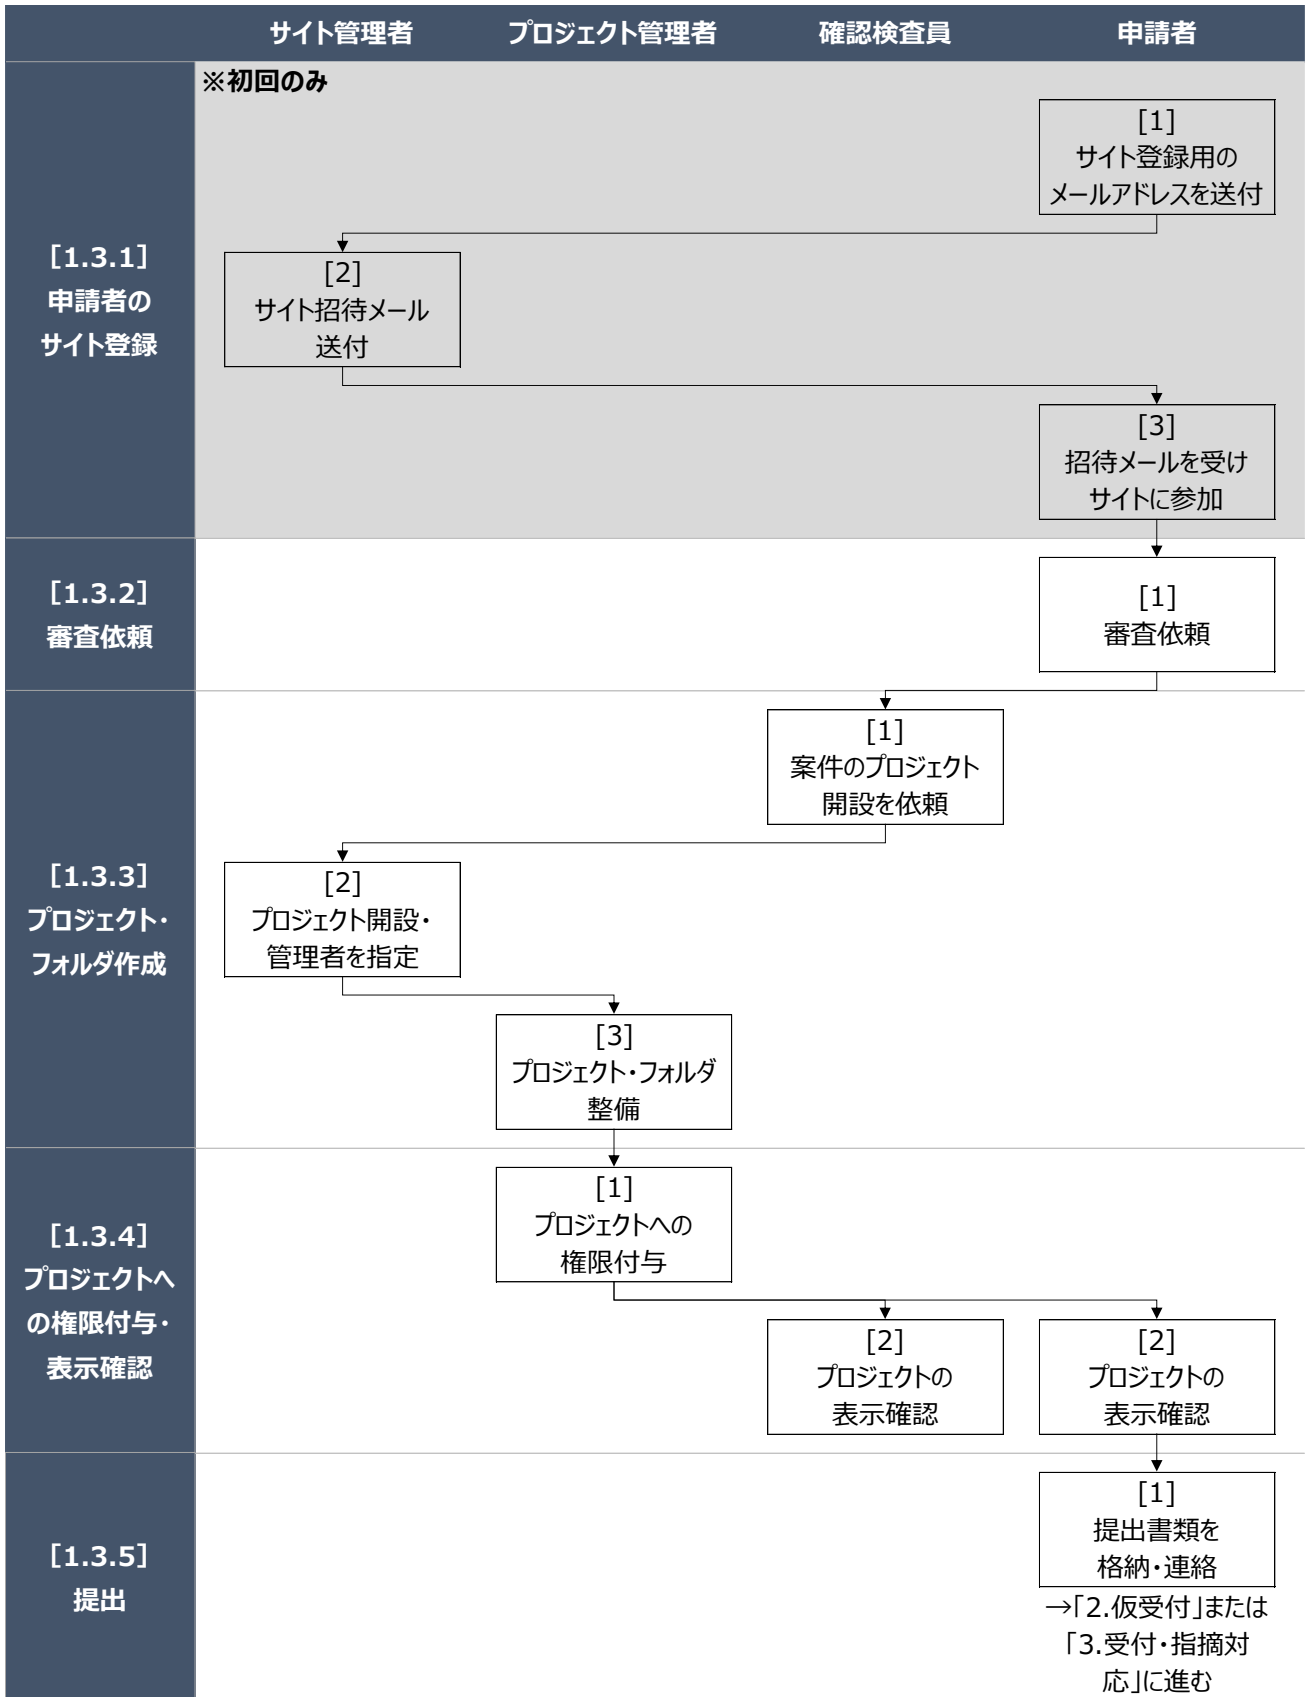 サイト管理者
プロジェクト管理者
確認検査員
申請者
[1.3.1]
申請者の
サイト登録
※初回のみ
[1]
サイト登録用の
メールアドレスを送付
[2]
サイト招待メール
送付
[3]
招待メールを受け
サイトに参加
[1.3.2]
審査依頼
[1]
審査依頼
[1.3.3]
プロジェクト・
フォルダ作成
[1]
案件のプロジェクト
開設を依頼
[2]
プロジェクト開設・
管理者を指定
[3]
プロジェクト・フォルダ
整備
[1.3.4]
プロジェクトへ
の権限付与・
表示確認
[1]
プロジェクトへの
権限付与
[2]
プロジェクトの
表示確認
[2]
プロジェクトの
表示確認
[1.3.5]
提出
[1]
提出書類を
格納・連絡
→「2.仮受付」または
「3.受付・指摘対
応」に進む